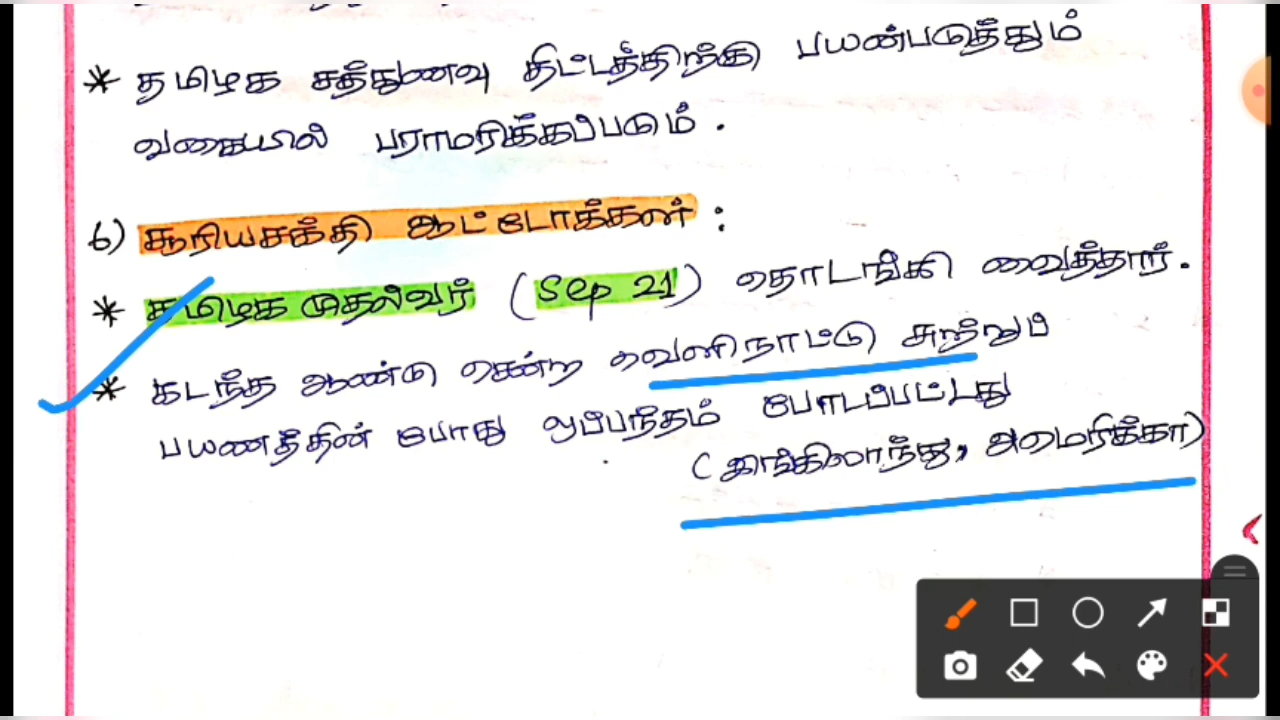 * தமிழக சத்துணவு திட்டத்திற்கு பயன்படுத்தும்
வகையில் பராமரிக்கப்படும்.
6) சூரியசக்தி ஆட்டோக்கள் :
* தமிழக முதல்வர் (Sep 21) தொடங்கி வைத்தார்.
* கடந்த ஆண்டு சென்ற வெளிநாட்டு சுற்றுப்
பயணத்தின் போது ஒப்பந்தம் போடப்பட்டது
(இங்கிலாந்து, அமெரிக்கா)